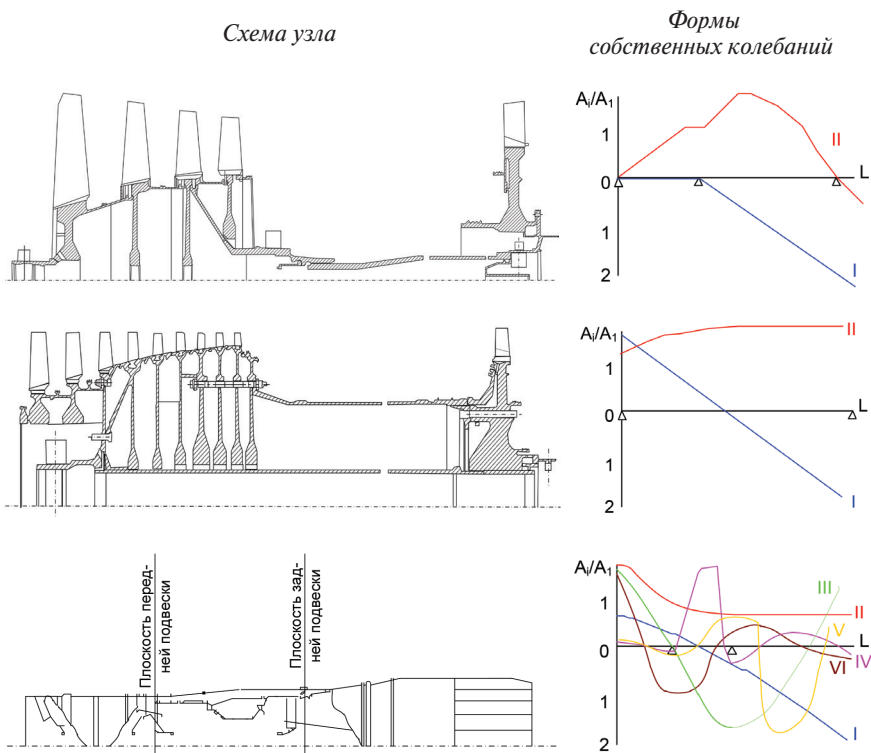 Схема узла
Формы
собственных колебаний
Ai/A1
1
II
L
0
1
2
I
Ai/A1
II
1
L
0
1
I
2
Плоскость перед-
ней подвески
Плоскость зад-
ней подвески
Ai/A1
III
1
II
V
L
0
VI
IV
1
I
2